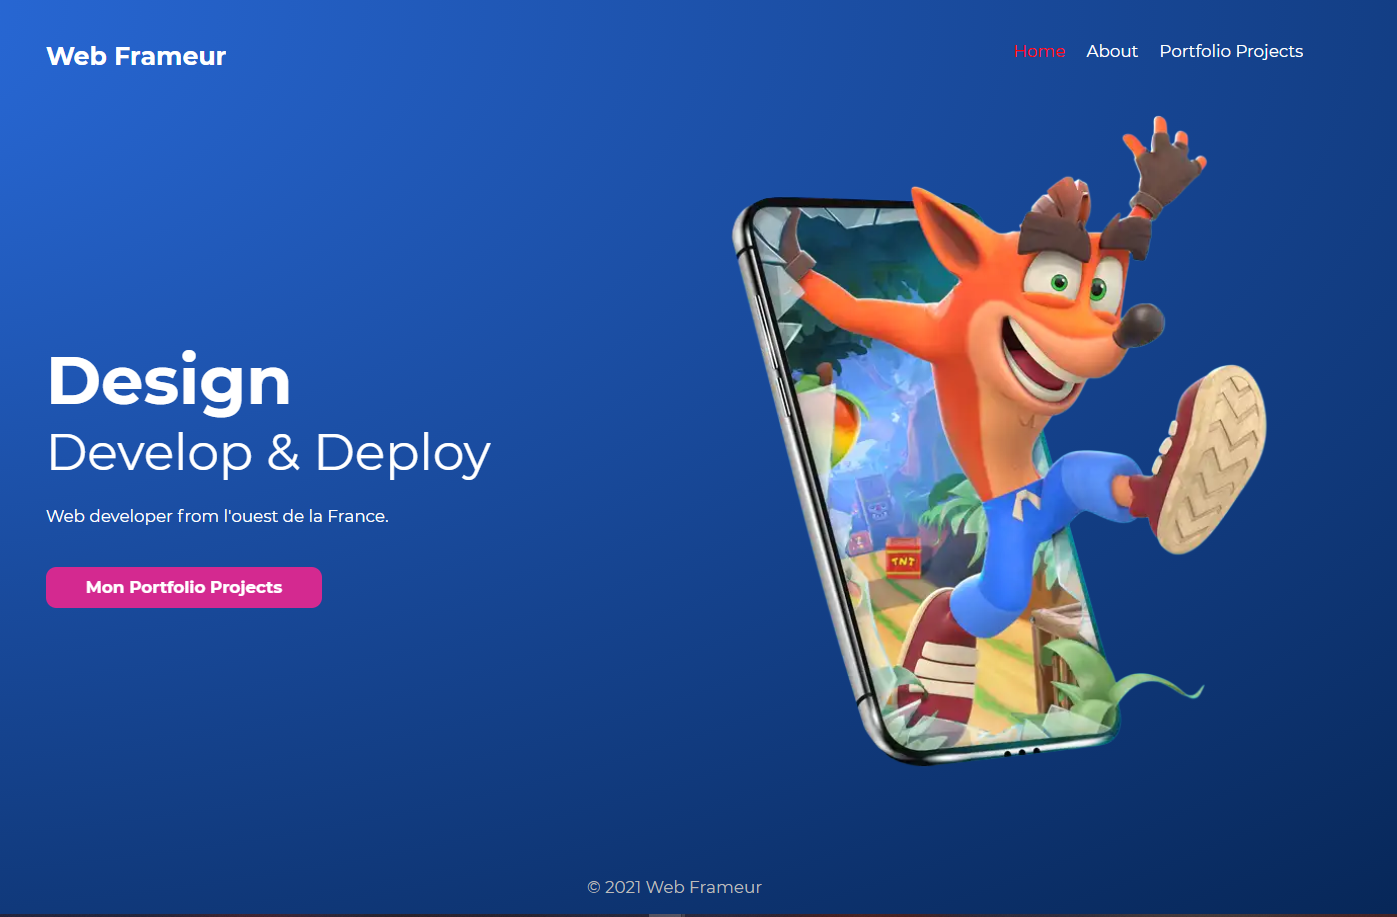 Web Frameur
Home About Portfolio Projects
Design
Develop & Deploy
Web developer from l'ouest de la France.
Mon Portfolio Projects
TNT
© 2021 Web Frameur